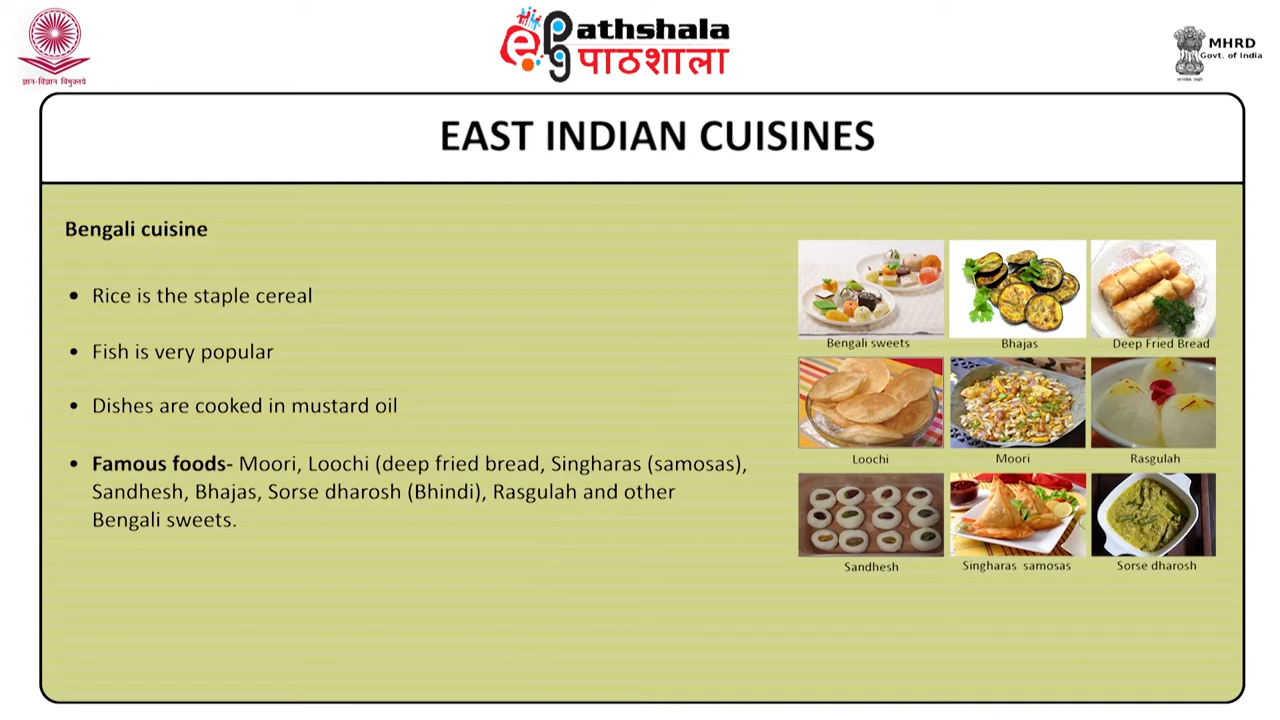 ज्ञान-विज्ञान विमुक्तये
ePathshala
पाठशाला
MHRD
Govt. of India
EAST INDIAN CUISINES
Bengali cuisine
• Rice is the staple cereal
• Fish is very popular
• Dishes are cooked in mustard oil
• Famous foods- Moori, Loochi (deep fried bread, Singharas (samosas),
Sandhesh, Bhajas, Sorse dharosh (Bhindi), Rasgulah and other
Bengali sweets.
Bengali sweets
Bhajas
Deep Fried Bread
Loochi
Moori
Rasgulah
Sandhesh
Singharas samosas
Sorse dharosh